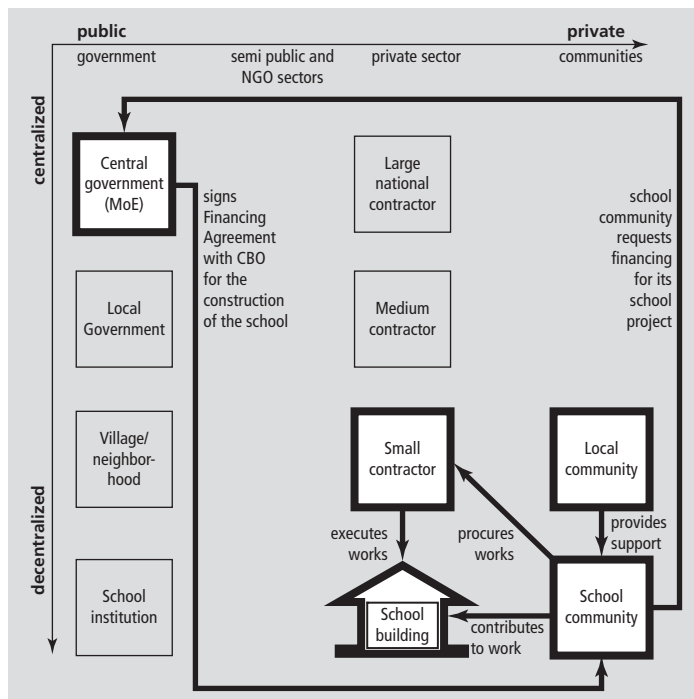 public
private
government
semi public and
NGO sectors
private sector
communities
centralized
decentralized
Central
government
(MoE)
signs
Financing
Agreement
with CBO
for the
construction
of the school
Large
national
contractor
school
community
requests
financing
for its
school
project
Local
Government
Medium
contractor
Village/
neighbor-
hood
Small
contractor
Local
community
executes
works
procures
works
provides
support
School
institution
School
building
contributes
to work
School
community